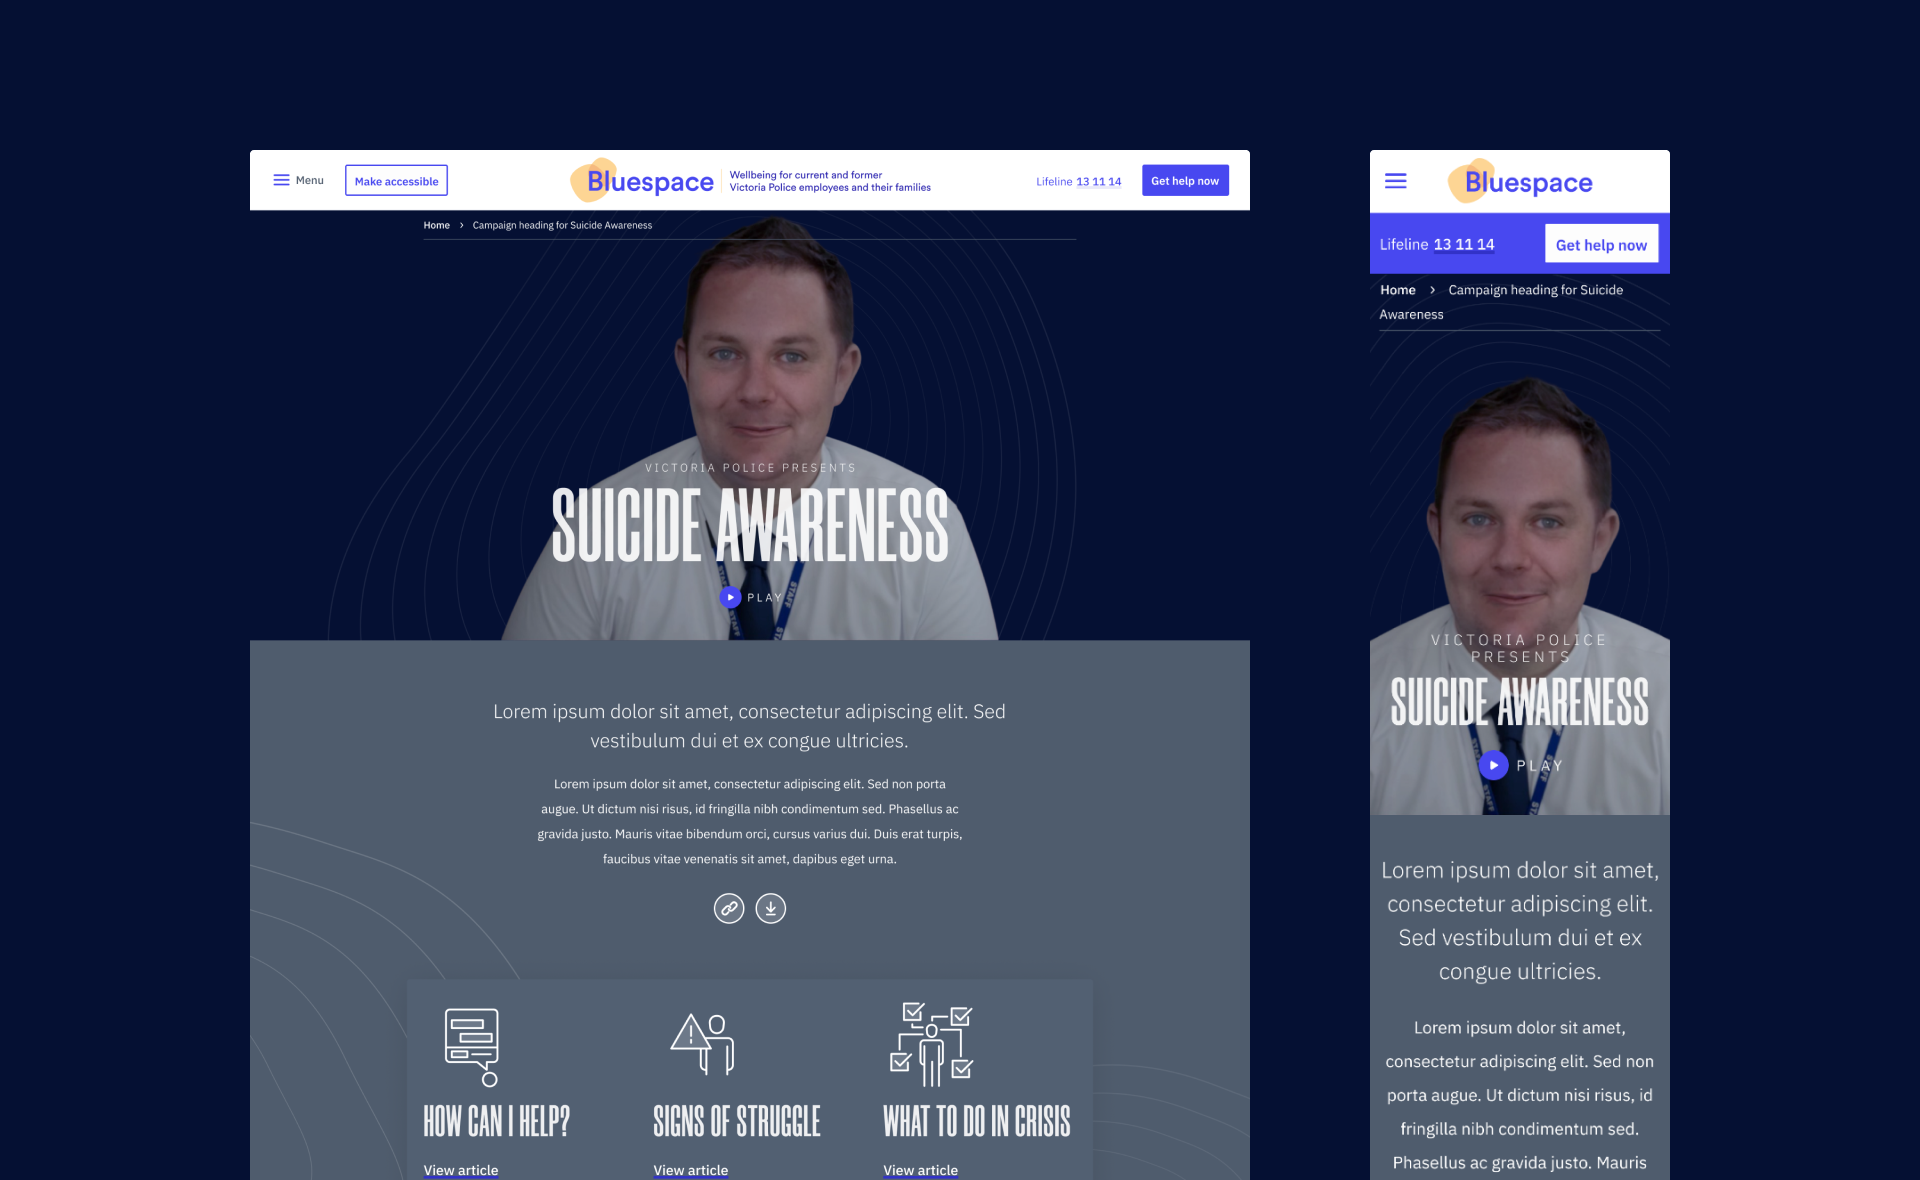 Menu
Make accessible
Bluespace
Wellbeing for current and former
Victoria Police employees and their families
Lifeline 13 11 14
Get help now
Home > Campaign heading for Suicide Awareness
VICTORIA POLICE PRESENTS
SUICIDE AWARENESS
STAFF
STAFF
PLAY
Lorem ipsum dolor sit amet, consectetur adipiscing elit. Sed
vestibulum dui et ex congue ultricies.
Lorem ipsum dolor sit amet, consectetur adipiscing elit. Sed non porta
augue. Ut dictum nisi risus, id fringilla nibh condimentum sed. Phasellus ac
gravida justo. Mauris vitae bibendum orci, cursus varius dui. Duis erat turpis,
faucibus vitae venenatis sit amet, dapibus eget urna.
HOW CAN I HELP?
View article
SIGNS OF STRUGGLE
View article
WHAT TO DO IN CRISIS
View article
Bluespace
Lifeline 13 11 14
Get help now
Home > Campaign heading for Suicide
Awareness
VICTORIA POLICE
PRESENTS
SUICIDE AWARENESS
PLAY
STAFF
Lorem ipsum dolor sit amet,
consectetur adipiscing elit.
Sed vestibulum dui et ex
congue ultricies.
Lorem ipsum dolor sit amet,
consectetur adipiscing elit. Sed non
porta augue. Ut dictum nisi risus, id
fringilla nibh condimentum sed.
Phasellus ac gravida justo. Mauris